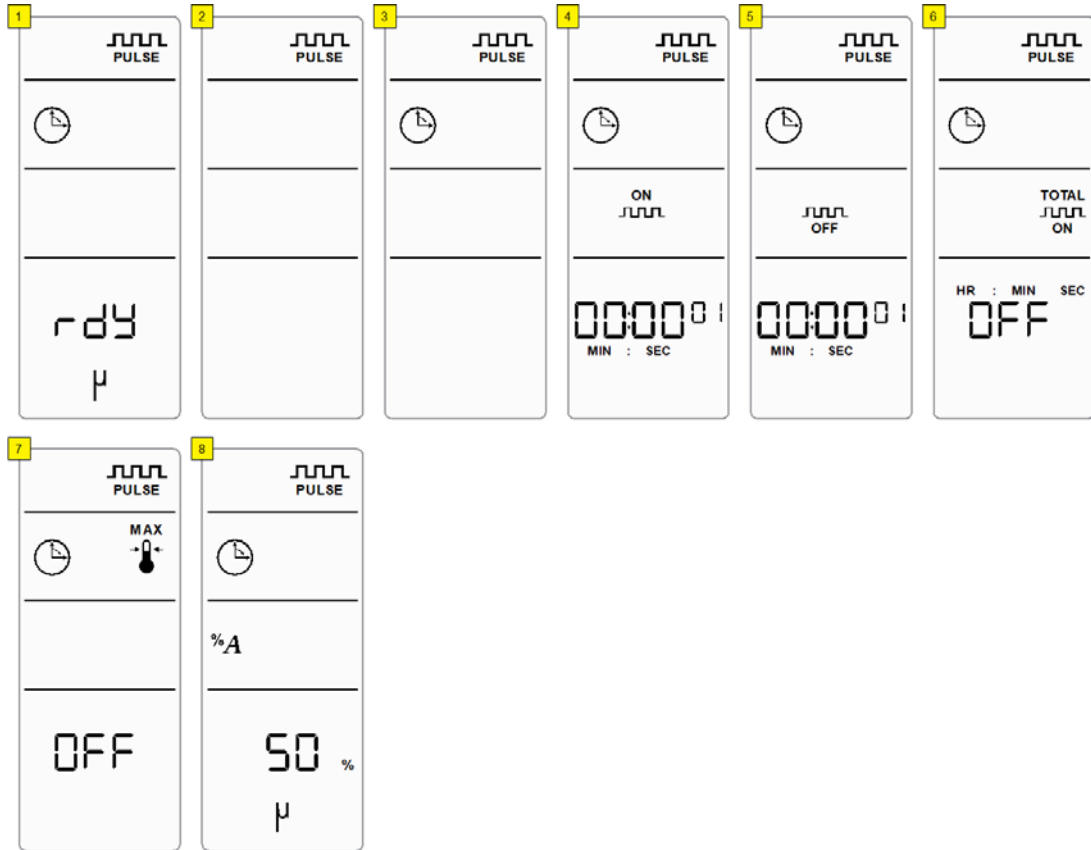 1
PULSE
rdy
μ
2
PULSE
3
PULSE
4
PULSE
ON
00:00 01
MIN : SEC
5
PULSE
OFF
00:00 01
MIN : SEC
6
PULSE
TOTAL
ON
HR : MIN SEC
OFF
7
PULSE
MAX
OFF
8
PULSE
%A
50 %
μ